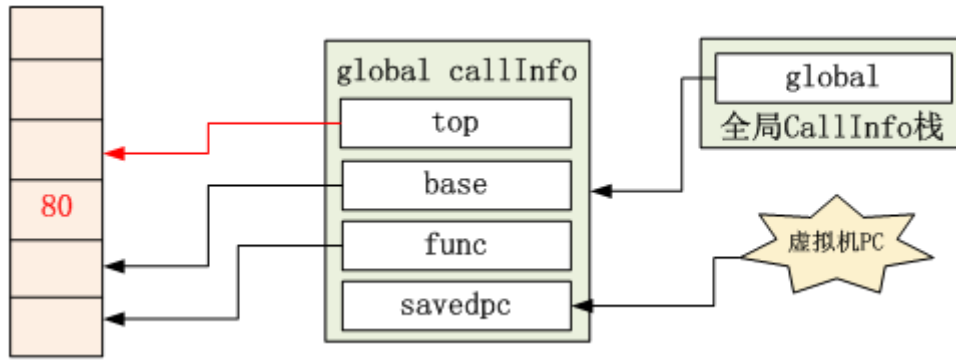 80
global callInfo
top
base
func
savedpc
global
全局CallInfo栈
虚拟机PC